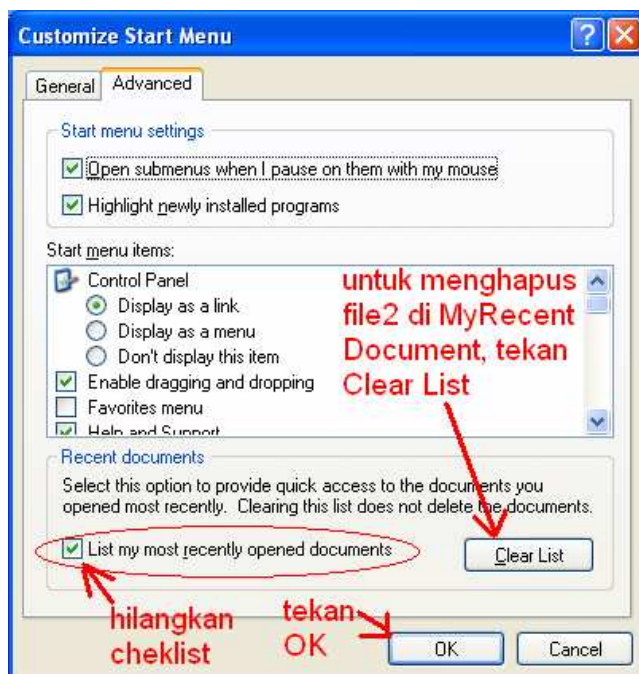 Customize Start Menu
General Advanced
Start menu settings
Open submenus when I pause on them with my mouse
Highlight newly installed programs
Start menu items:
Control Panel
Display as a link
Display as a menu
Don't display this item
Enable dragging and dropping
Favorites menu
Help and Support
untuk menghapus
file2 di MyRecent
Document, tekan
Clear List
Recent documents
Select this option to provide quick access to the documents you
opened most recently. Clearing this list does not delete the documents.
List my most recently opened documents
Clear List
hilangkan
cheklist
tekan
OK
OK Cancel